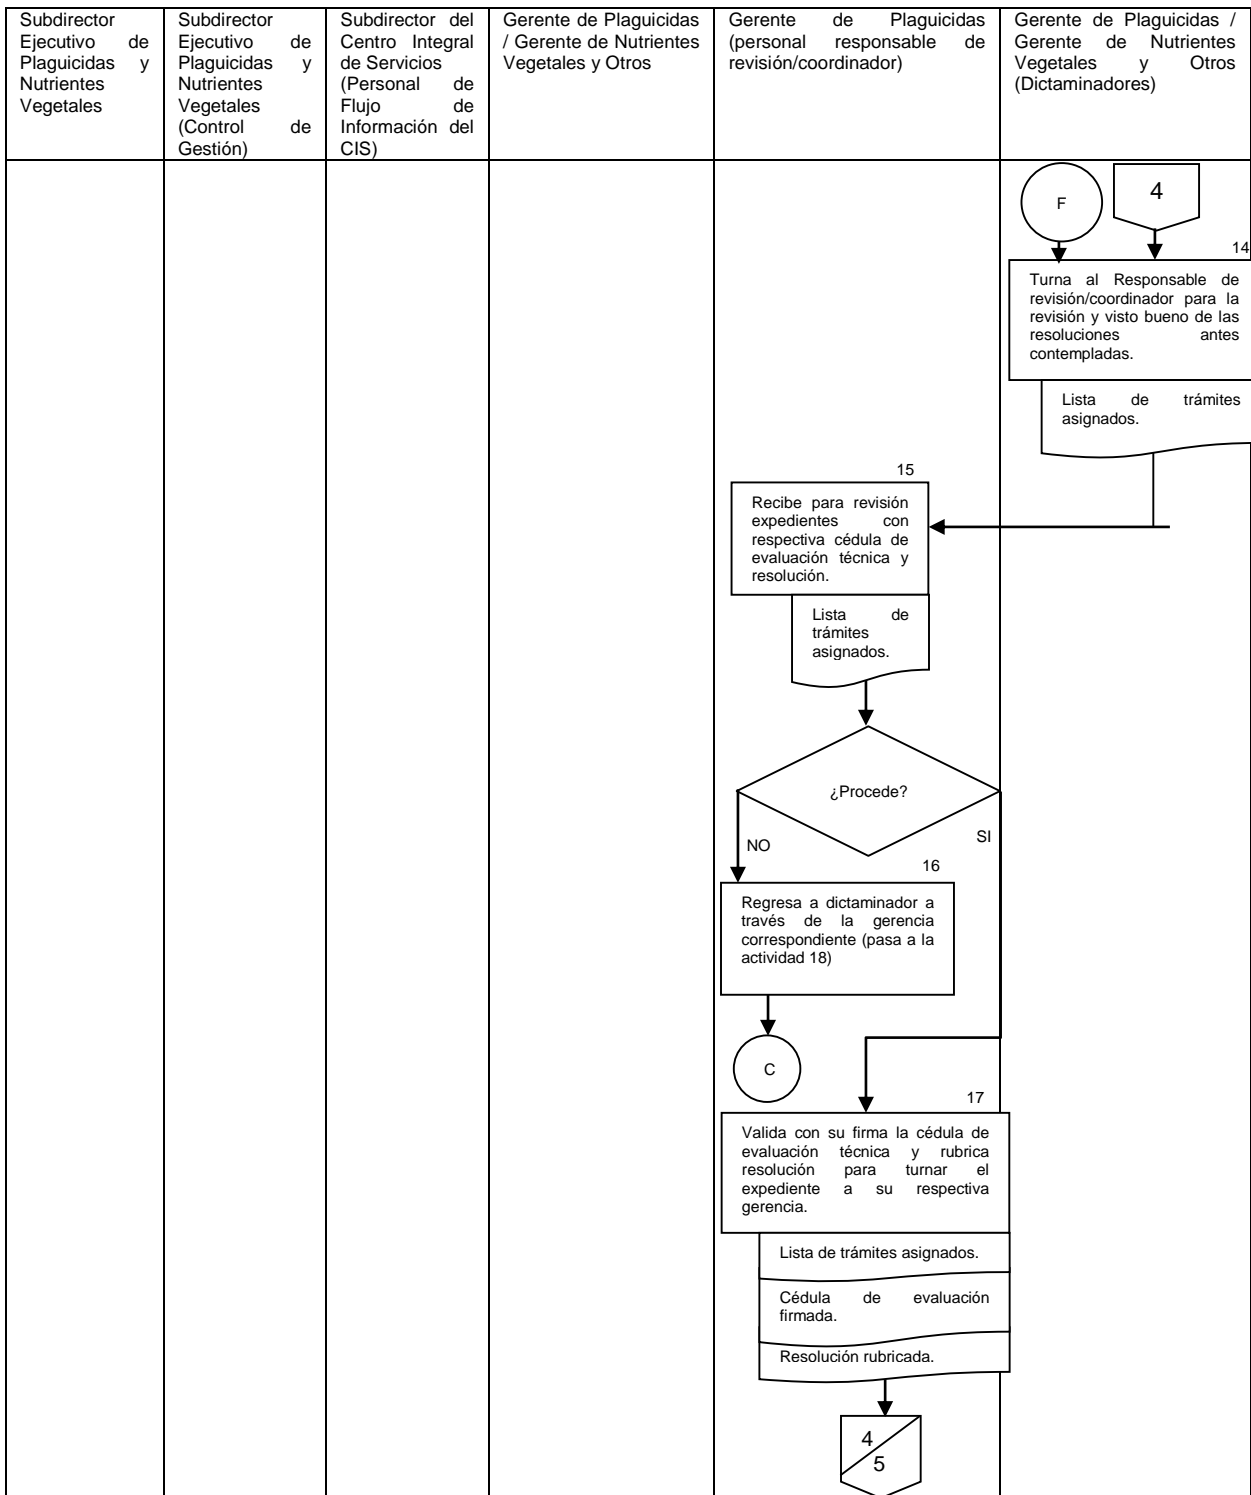 Subdirector
Ejecutivo de
Plaguicidas y
Nutrientes
Vegetales
Subdirector
Ejecutivo de
Plaguicidas y
Nutrientes
Vegetales
(Control de
Gestión)
Subdirector del
Centro Integral
de Servicios
(Personal de
Flujo de
Información del
CIS)
Gerente de Plaguicidas
/ Gerente de Nutrientes
Vegetales y Otros
Gerente de Plaguicidas
(personal responsable de
revisión/coordinador)
Gerente de Plaguicidas /
Gerente de Nutrientes
Vegetales y Otros
(Dictaminadores)
F
4
14
Turna al Responsable de
revisión/coordinador para la
revisión y visto bueno de las
resoluciones antes
contempladas.
Lista de trámites
asignados.
15
Recibe para revisión
expedientes con
respectiva cédula de
evaluación técnica y
resolución.
Lista de
trámites
asignados.
¿Procede?
NO
SI
16
Regresa a dictaminador a
través de la gerencia
correspondiente (pasa a la
actividad 18)
C
17
Valida con su firma la cédula de
evaluación técnica y rubrica
resolución para turnar el
expediente a su respectiva
gerencia.
Lista de trámites asignados.
Cédula de evaluación
firmada.
Resolución rubricada.
4
5